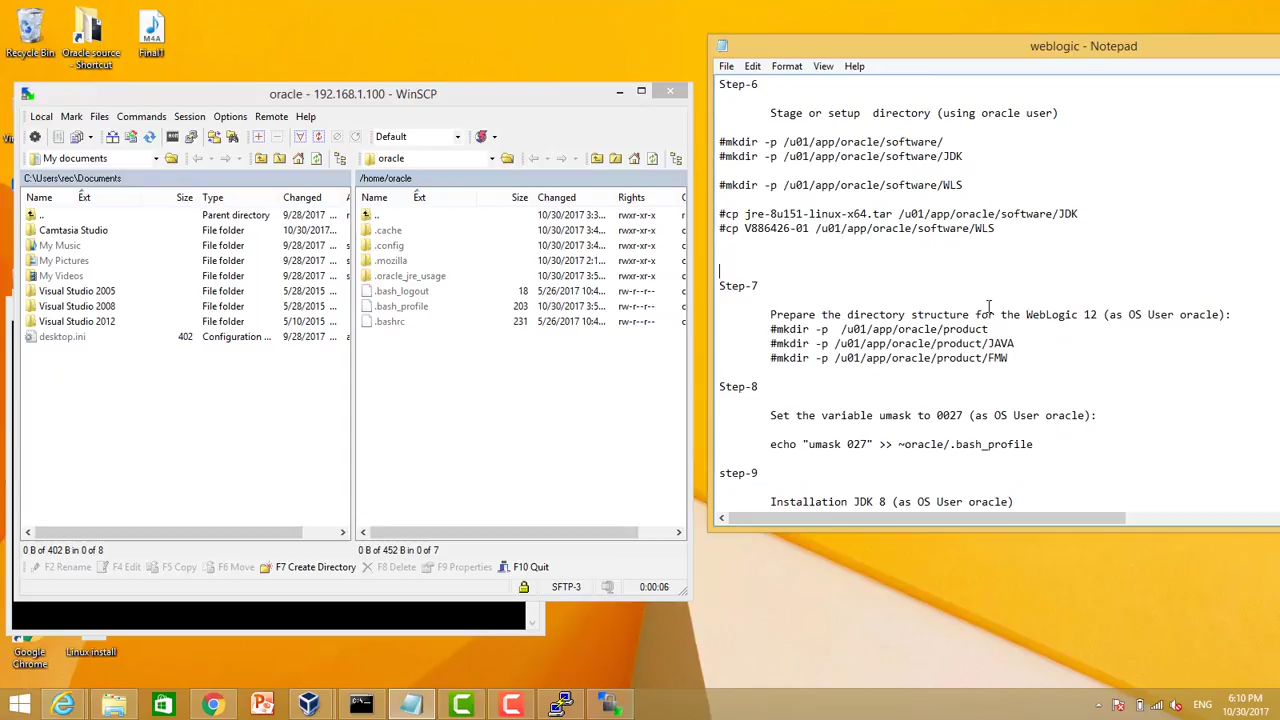 Recycle Bin
Oracle source - Shortcut
M4A
Final1
oracle - 192.168.1.100 - WinSCP
Local Mark Files Commands Session Options Remote Help
Default
My documents
oracle
C:\Users\rec\Documents
/home/oracle
Name Ext Size Type Changed
.. Parent directory 9/28/2017 ...
Camtasia Studio File folder 10/30/2017 ...
My Music File folder 9/28/2017 ...
My Pictures File folder 9/28/2017 ...
My Videos File folder 9/28/2017 ...
Visual Studio 2005 File folder 5/28/2015 ...
Visual Studio 2008 File folder 5/28/2015 ...
Visual Studio 2012 File folder 5/10/2015 ...
desktop.ini 402 Configuration ... 9/28/2017 ...
Name Ext Size Changed Rights
.. 10/30/2017 3:3... rwxr-xr-x
.cache 10/30/2017 3:4... rwxr-xr-x
.config 10/30/2017 3:4... rwxr-xr-x
.mozilla 10/30/2017 3:4... rwxr-xr-x
.oracle_jre_usage 10/30/2017 3:4... rwxr-xr-x
.bash_logout 18 5/26/2017 10:4... rw-r--r--
.bash_profile 203 10/30/2017 3:5... rw-r--r--
.bashrc 231 5/26/2017 10:4... rw-r--r--
0 B of 402 B in 0 of 8
0 B of 452 B in 0 of 7
F2 Rename F4 Edit F5 Copy F6 Move F7 Create Directory F8 Delete F9 Properties F10 Quit
SFTP-3 0:00:06
weblogic - Notepad
File Edit Format View Help
Step-6
Stage or setup  directory (using oracle user)
#mkdir -p /u01/app/oracle/software/
#mkdir -p /u01/app/oracle/software/JDK
#mkdir -p /u01/app/oracle/software/WLS
#cp jre-8u151-linux-x64.tar /u01/app/oracle/software/JDK
#cp V886426-01 /u01/app/oracle/software/WLS
Step-7
Prepare the directory structure for the WebLogic 12 (as OS User oracle):
#mkdir -p  /u01/app/oracle/product
#mkdir -p /u01/app/oracle/product/JAVA
#mkdir -p /u01/app/oracle/product/FMW
Step-8
Set the variable umask to 0027 (as OS User oracle):
echo "umask 027" >> ~oracle/.bash_profile
step-9
Installation JDK 8 (as OS User oracle)
Google Chrome
Linux install
ENG
6:10 PM
10/30/2017